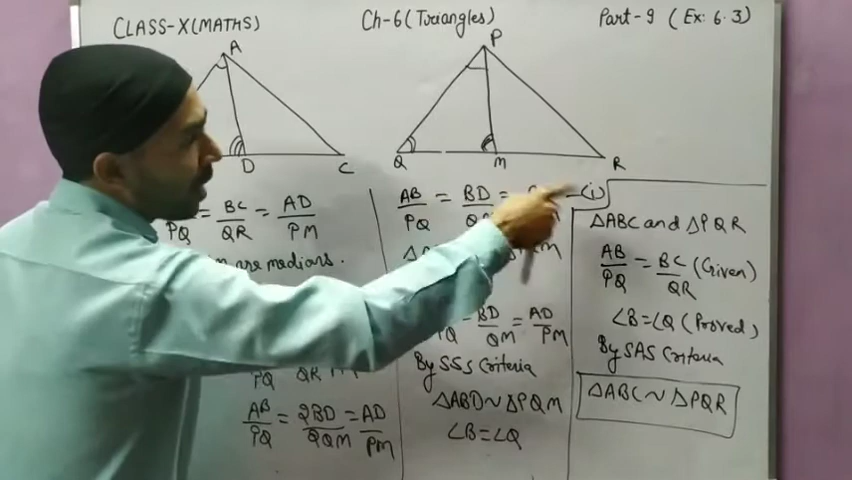 CLASS-X(MATHS)
Ch-6(Triangles)
Part-9 (Ex: 6.3)
A
D
C
P
Q
M
R
PQ = BC/QR = AD/PM
are medians.
PQ QR
AB/PQ = 2BD/2QM = AD/PM
AB/PQ = BD/ = (i)
PQ = BD/QM = AD/PM
By SSS Criteria
ΔABD ~ ΔPQM
∠B = ∠Q
ΔABC and ΔPQR
AB/PQ = BC/QR (Given)
∠B = ∠Q (Proved)
By SAS Criteria
ΔABC ~ ΔPQR